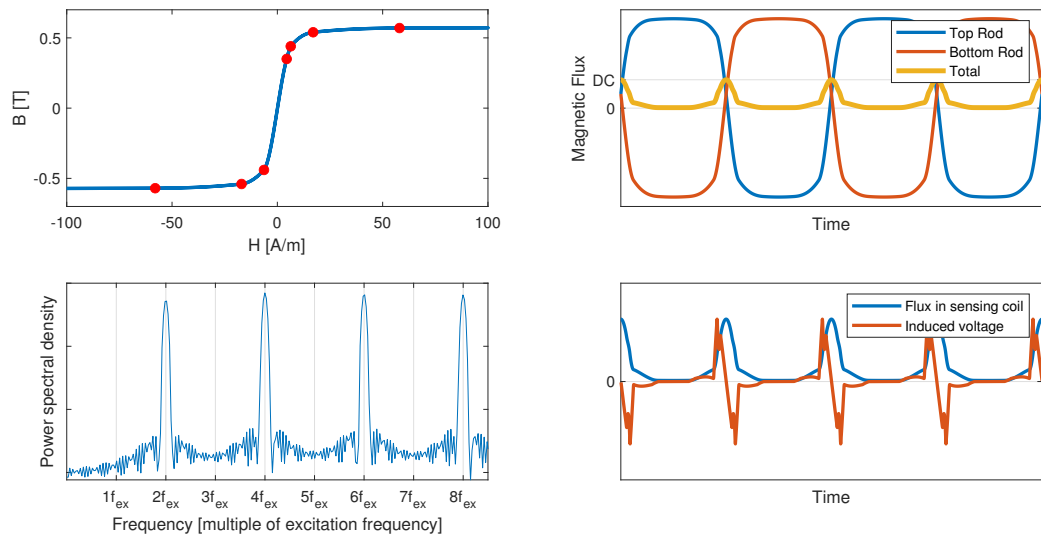 0.5
0
-0.5
B [T]
-100
-50
0
50
100
H [A/m]
Magnetic Flux
DC
0
Top Rod
Bottom Rod
Total
Time
Power spectral density
1f_ex
2f_ex
3f_ex
4f_ex
5f_ex
6f_ex
7f_ex
8f_ex
Frequency [multiple of excitation frequency]
0
Flux in sensing coil
Induced voltage
Time